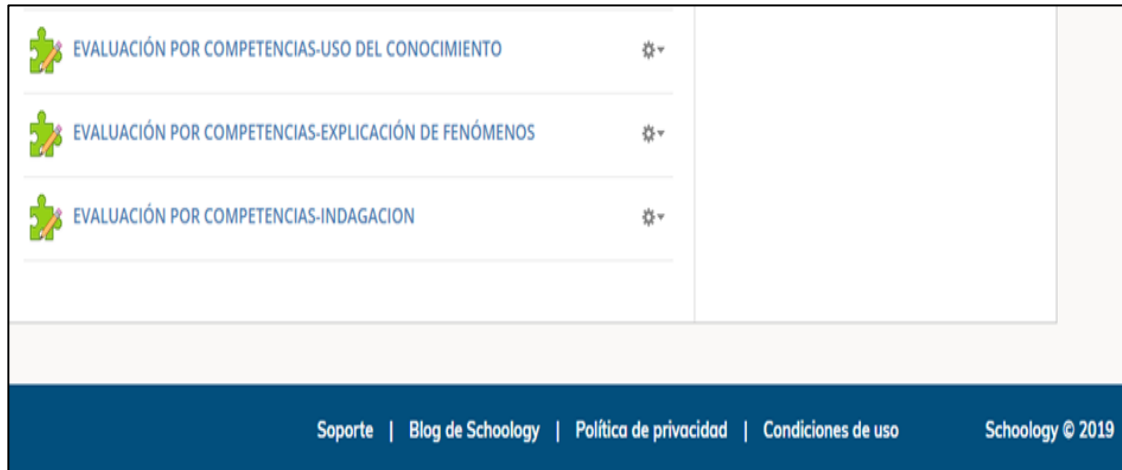 EVALUACIÓN POR COMPETENCIAS-USO DEL CONOCIMIENTO
EVALUACIÓN POR COMPETENCIAS-EXPLICACIÓN DE FENÓMENOS
EVALUACIÓN POR COMPETENCIAS-INDAGACION
Soporte | Blog de Schoology | Política de privacidad | Condiciones de uso Schoology © 2019